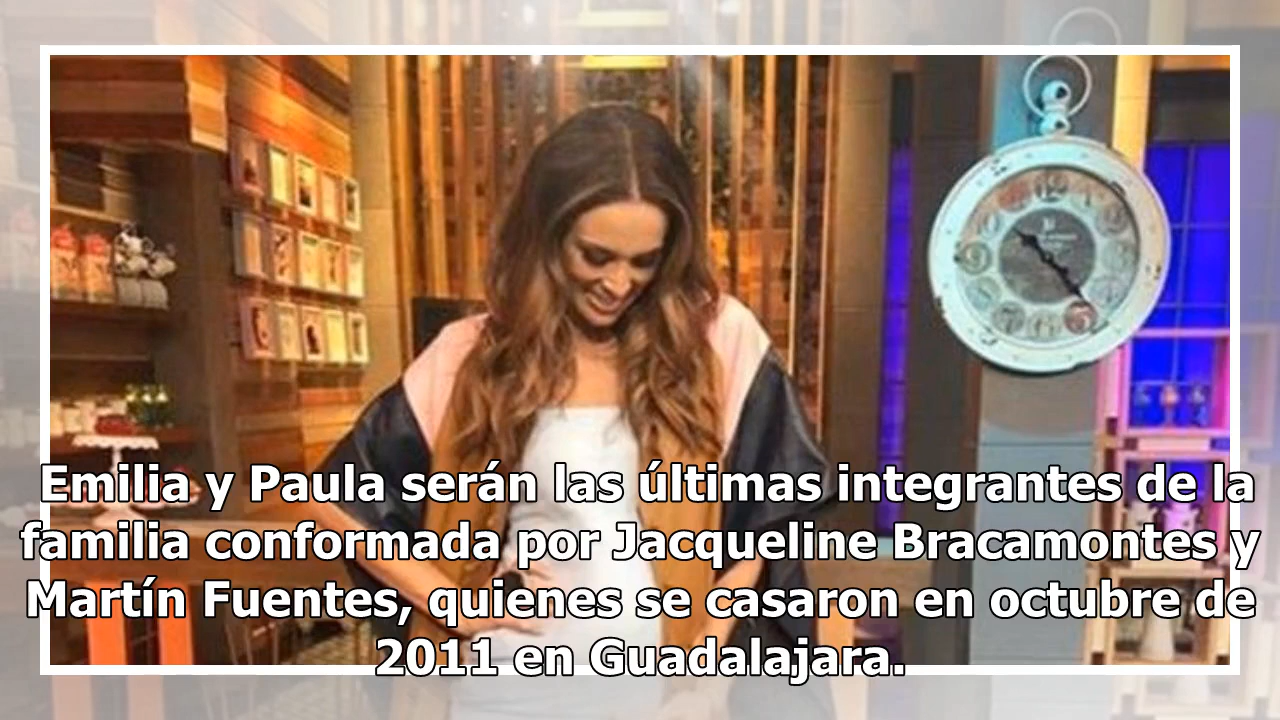 Emilia y Paula serán las últimas integrantes de la
familia conformada por Jacqueline Bracamontes y
Martín Fuentes, quienes se casaron en octubre de
2011 en Guadalajara.